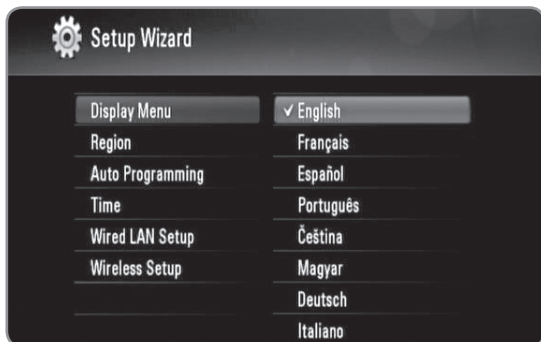 Setup Wizard
Display Menu
Region
Auto Programming
Time
Wired LAN Setup
Wireless Setup
✓ English
Français
Español
Português
Čeština
Magyar
Deutsch
Italiano